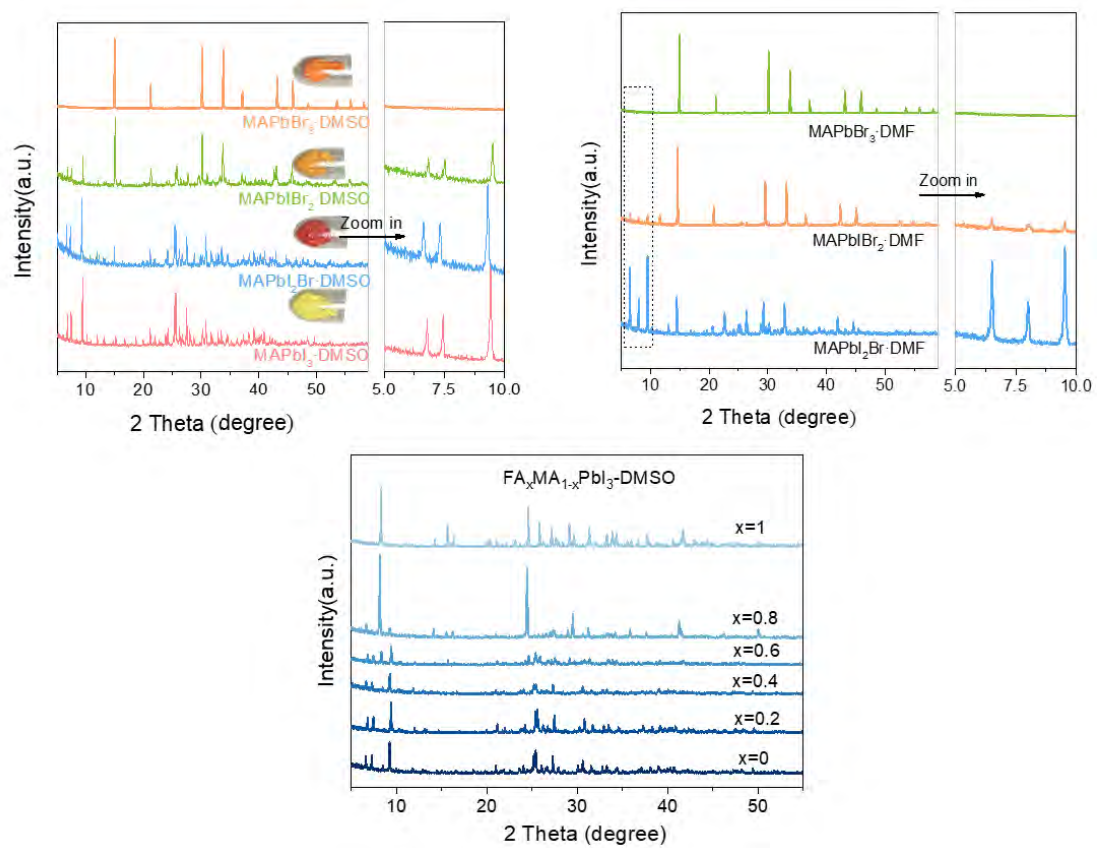 Intensity(a.u.)
MAPbBr₃·DMSO
MAPbIBr₂·DMSO
Zoom in
MAPbI₂Br·DMSO
MAPbI₃·DMSO
10 20 30 40 50 5.0 7.5 10.0
2 Theta (degree)
Intensity(a.u.)
MAPbBr₃·DMF
Zoom in
MAPbIBr₂·DMF
MAPbI₂Br·DMF
10 20 30 40 50 5.0 7.5 10.0
2 Theta (degree)
Intensity(a.u.)
FAₓMA₁₋ₓPbI₃-DMSO
x=1
x=0.8
x=0.6
x=0.4
x=0.2
x=0
10 20 30 40 50
2 Theta (degree)